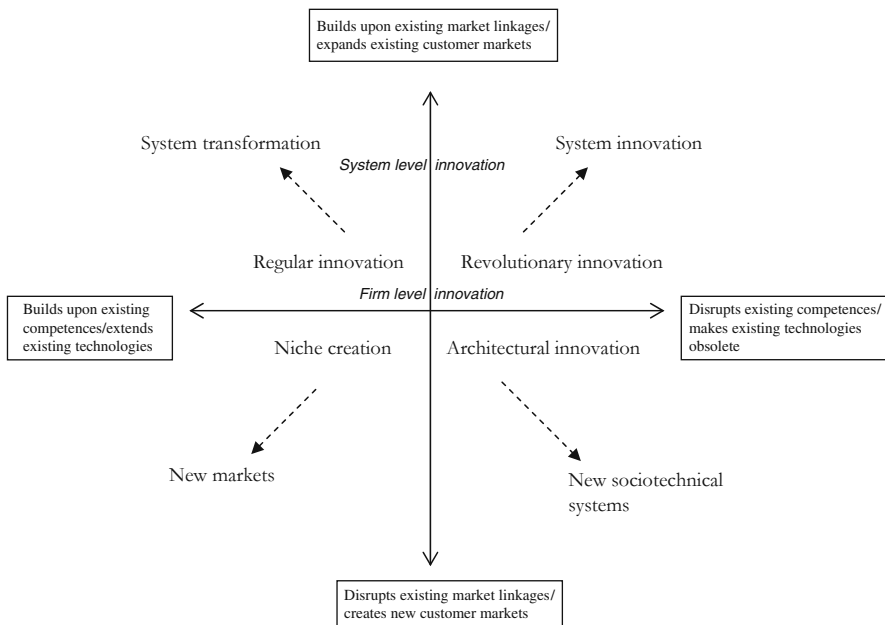 Builds upon existing market linkages/
expands existing customer markets
System transformation
System innovation
System level innovation
Regular innovation
Revolutionary innovation
Firm level innovation
Builds upon existing
competences/extends
existing technologies
Disrupts existing competences/
makes existing technologies
obsolete
Niche creation
Architectural innovation
New markets
New sociotechnical
systems
Disrupts existing market linkages/
creates new customer markets